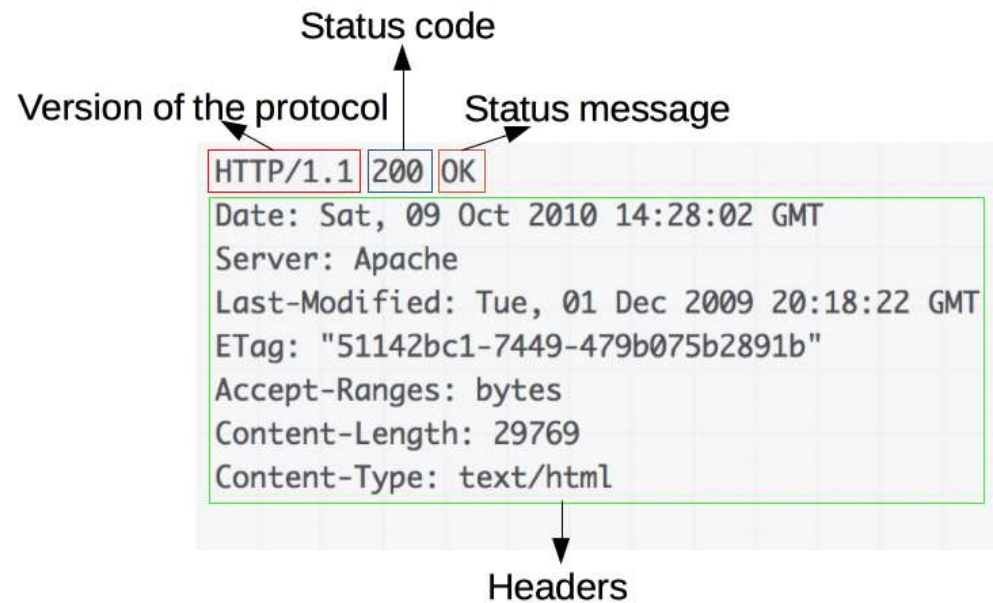 Status code
Version of the protocol
Status message
HTTP/1.1 200 OK
Date: Sat, 09 Oct 2010 14:28:02 GMT
Server: Apache
Last-Modified: Tue, 01 Dec 2009 20:18:22 GMT
ETag: "51142bc1-7449-479b075b2891b"
Accept-Ranges: bytes
Content-Length: 29769
Content-Type: text/html
Headers